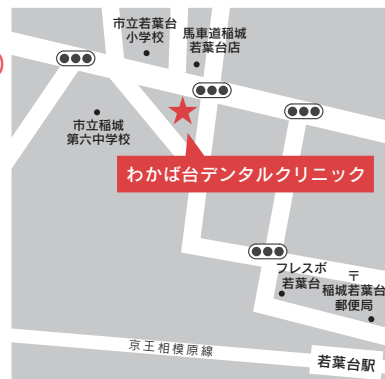 市立若葉台
小学校
馬車道稲城
若葉台店
市立稲城
第六中学校
わかば台デンタルクリニック
フレスポ
若葉台
〒
稲城若葉台
郵便局
京王相模原線
若葉台駅